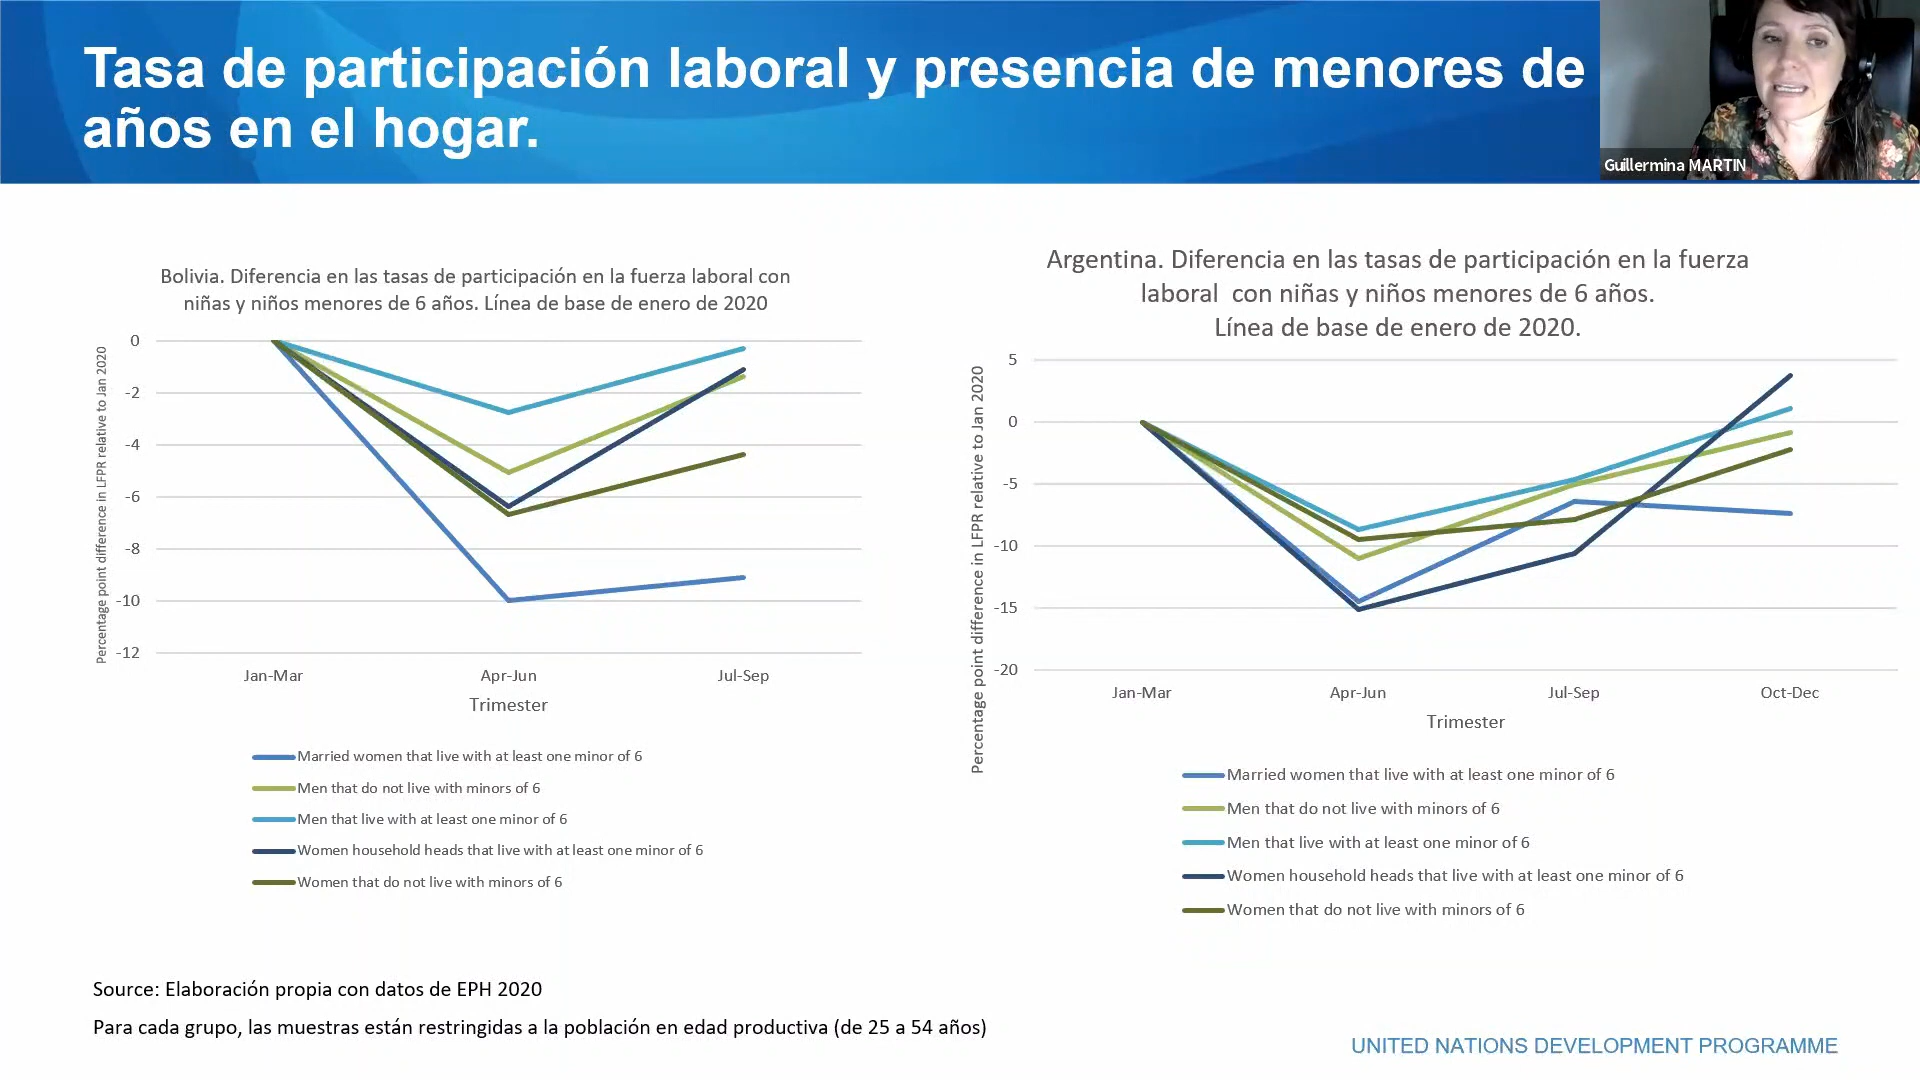 Tasa de participación laboral y presencia de menores de
años en el hogar.
Guillermina MARTIN
Bolivia. Diferencia en las tasas de participación en la fuerza laboral con
niñas y niños menores de 6 años. Línea de base de enero de 2020
Percentage point difference in LFPR relative to Jan 2020
0
-2
-4
-6
-8
-10
-12
Jan-Mar
Apr-Jun
Jul-Sep
Trimester
Married women that live with at least one minor of 6
Men that do not live with minors of 6
Men that live with at least one minor of 6
Women household heads that live with at least one minor of 6
Women that do not live with minors of 6
Argentina. Diferencia en las tasas de participación en la fuerza
laboral con niñas y niños menores de 6 años.
Línea de base de enero de 2020.
Percentage point difference in LFPR relative to Jan 2020
5
0
-5
-10
-15
-20
Jan-Mar
Apr-Jun
Jul-Sep
Oct-Dec
Trimester
Married women that live with at least one minor of 6
Men that do not live with minors of 6
Men that live with at least one minor of 6
Women household heads that live with at least one minor of 6
Women that do not live with minors of 6
Source: Elaboración propia con datos de EPH 2020
Para cada grupo, las muestras están restringidas a la población en edad productiva (de 25 a 54 años)
UNITED NATIONS DEVELOPMENT PROGRAMME